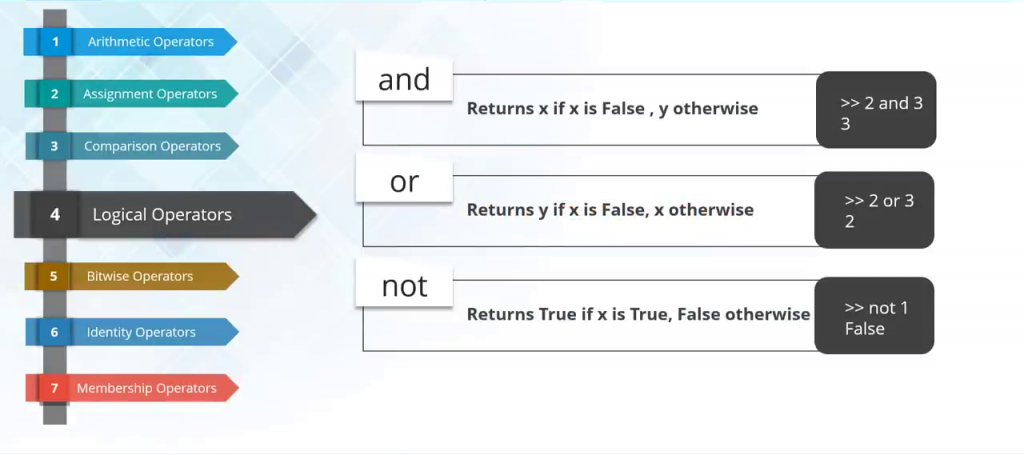 1 Arithmetic Operators
2 Assignment Operators
3 Comparison Operators
4 Logical Operators
5 Bitwise Operators
6 Identity Operators
7 Membership Operators
and
Returns x if x is False , y otherwise
>> 2 and 3
3
or
Returns y if x is False, x otherwise
>> 2 or 3
2
not
Returns True if x is True, False otherwise
>> not 1
False